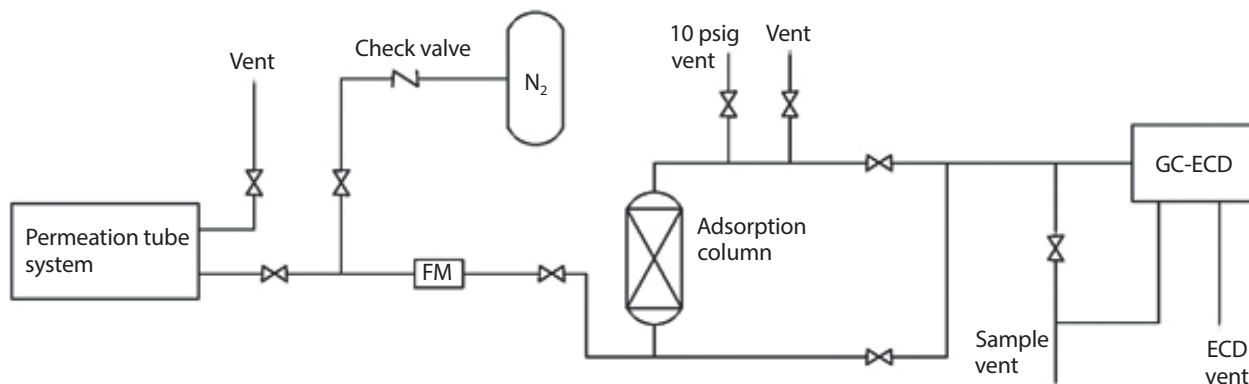 10 psig
vent
Vent
Check valve
Vent
N₂
GC-ECD
Permeation tube
system
Adsorption
column
FM
Sample
vent
ECD
vent